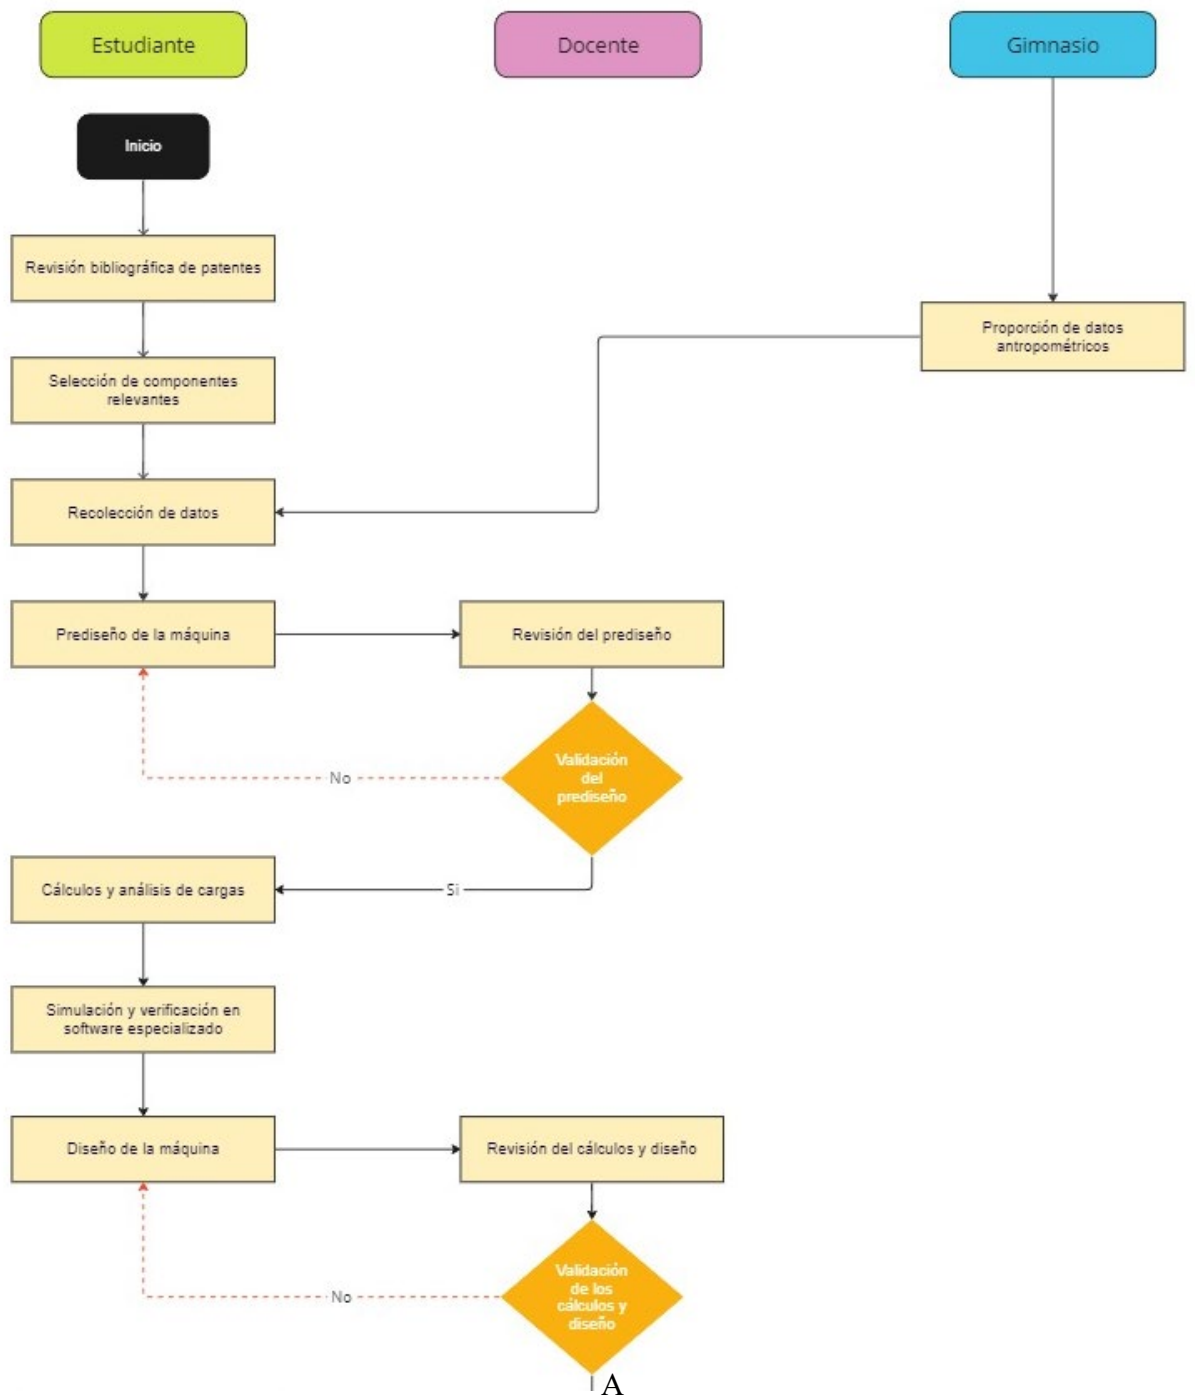 Estudiante
Docente
Gimnasio
Inicio
Revisión bibliográfica de patentes
Proporción de datos
antropométricos
Selección de componentes
relevantes
Recolección de datos
Prediseño de la máquina
Revisión del prediseño
Validación
del
prediseño
No
Cálculos y análisis de cargas
Si
Simulación y verificación en
software especializado
Diseño de la máquina
Revisión del cálculos y diseño
Validación
de los
cálculos y
diseño
No
A